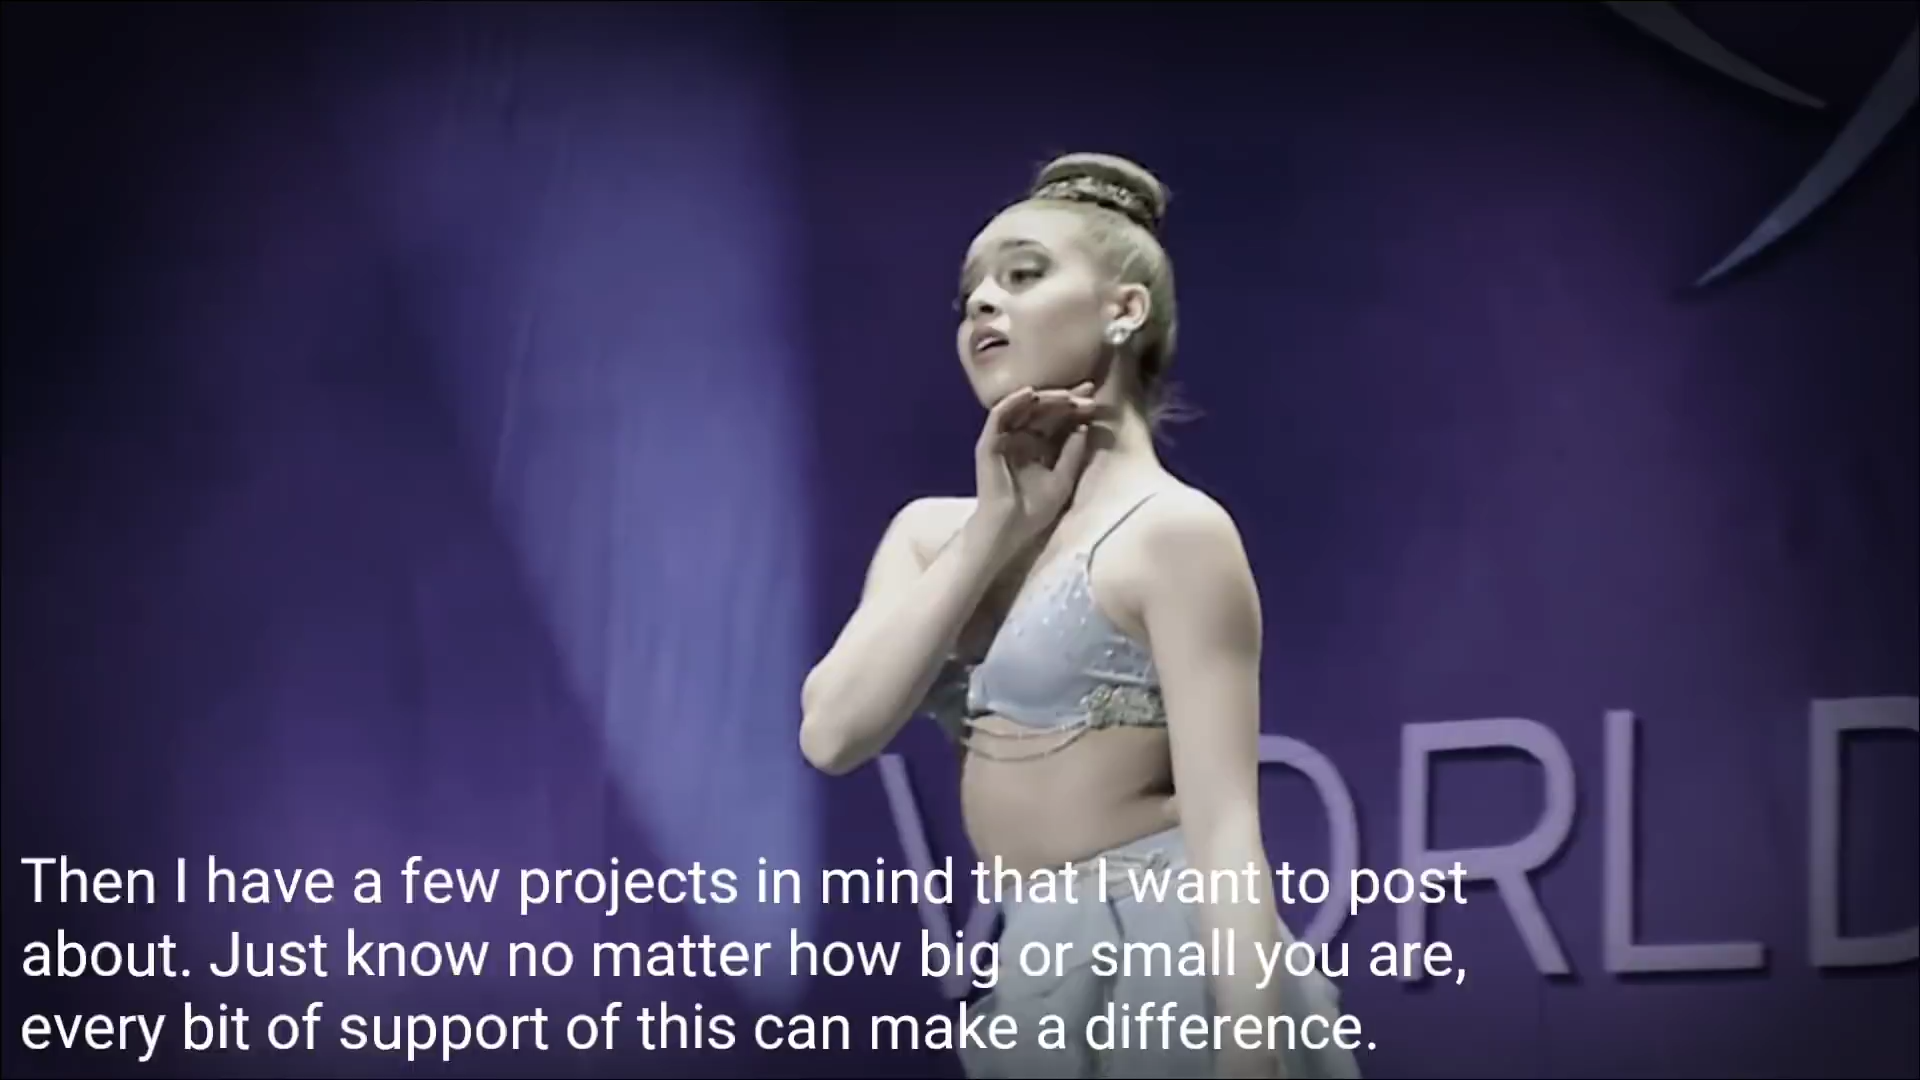 WORLD
Then I have a few projects in mind that I want to post
about. Just know no matter how big or small you are,
every bit of support of this can make a difference.